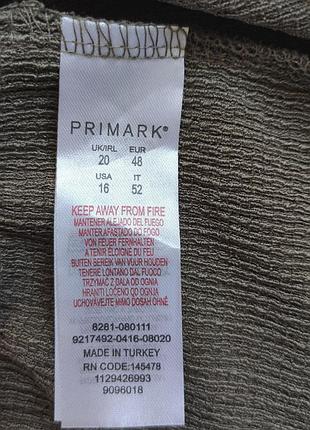 PRIMARK®
UK/IRL EUR
20 48
USA IT
16 52
KEEP AWAY FROM FIRE
MANTENER ALEJADO DEL FUEGO
MANTER AFASTADO DO FOGO
VON FEUER FERNHALTEN
A TENIR ÉLOIGNÉ DU FEU
BUITEN BEREIK VAN VUUR HOUDEN
TENERE LONTANO DAL FUOCO
TRZYMAĆ Z DALA OD OGNIA
HRANITI LOČENO OD OGNJA
UCHOVÁVEJTE MIMO DOSAH OHNĚ
6281-080111
9217492-0416-08020
MADE IN TURKEY
RN CODE: 145478
1129426993
9096018